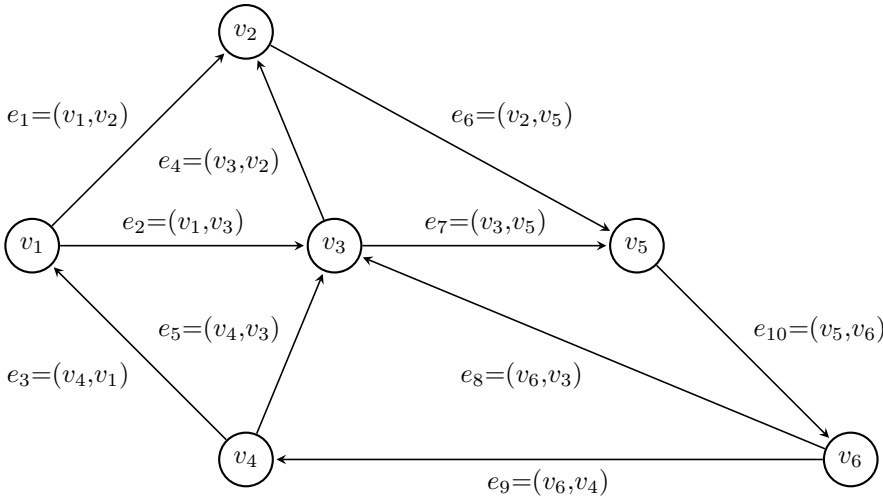 v₂
e₁=(v₁,v₂)
e₆=(v₂,v₅)
e₄=(v₃,v₂)
e₂=(v₁,v₃)
e₇=(v₃,v₅)
v₁
v₃
v₅
e₅=(v₄,v₃)
e₁₀=(v₅,v₆)
e₃=(v₄,v₁)
e₈=(v₆,v₃)
v₄
v₆
e₉=(v₆,v₄)